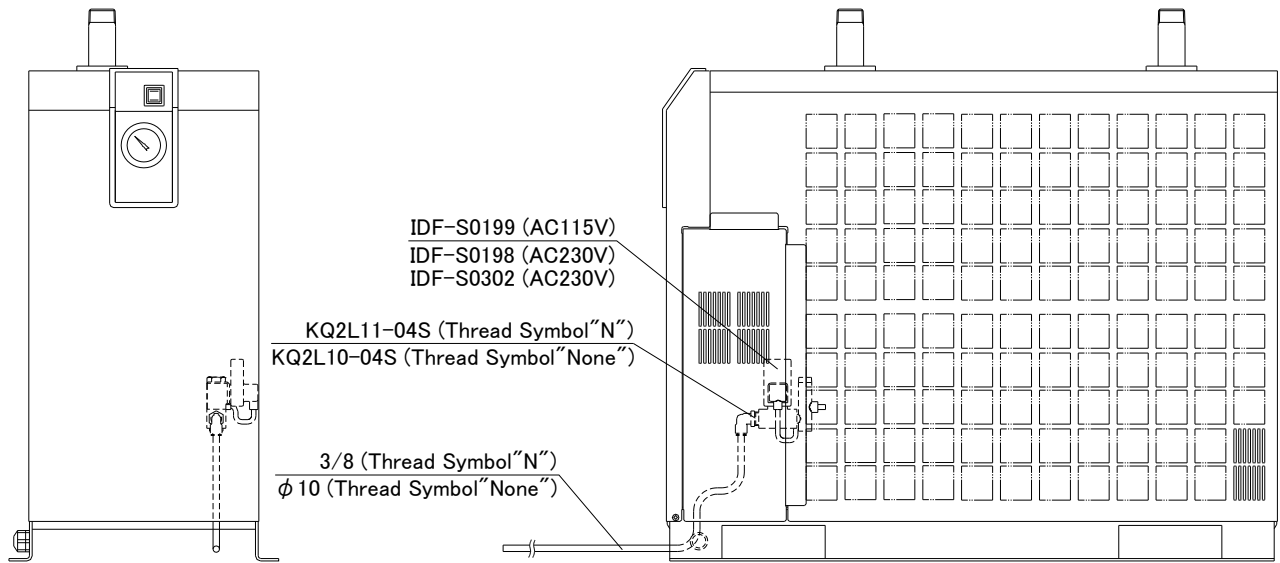 IDF-S0199 (AC115V)
IDF-S0198 (AC230V)
IDF-S0302 (AC230V)
KQ2L11-04S (Thread Symbol"N")
KQ2L10-04S (Thread Symbol"None")
3/8 (Thread Symbol"N")
φ10 (Thread Symbol"None")